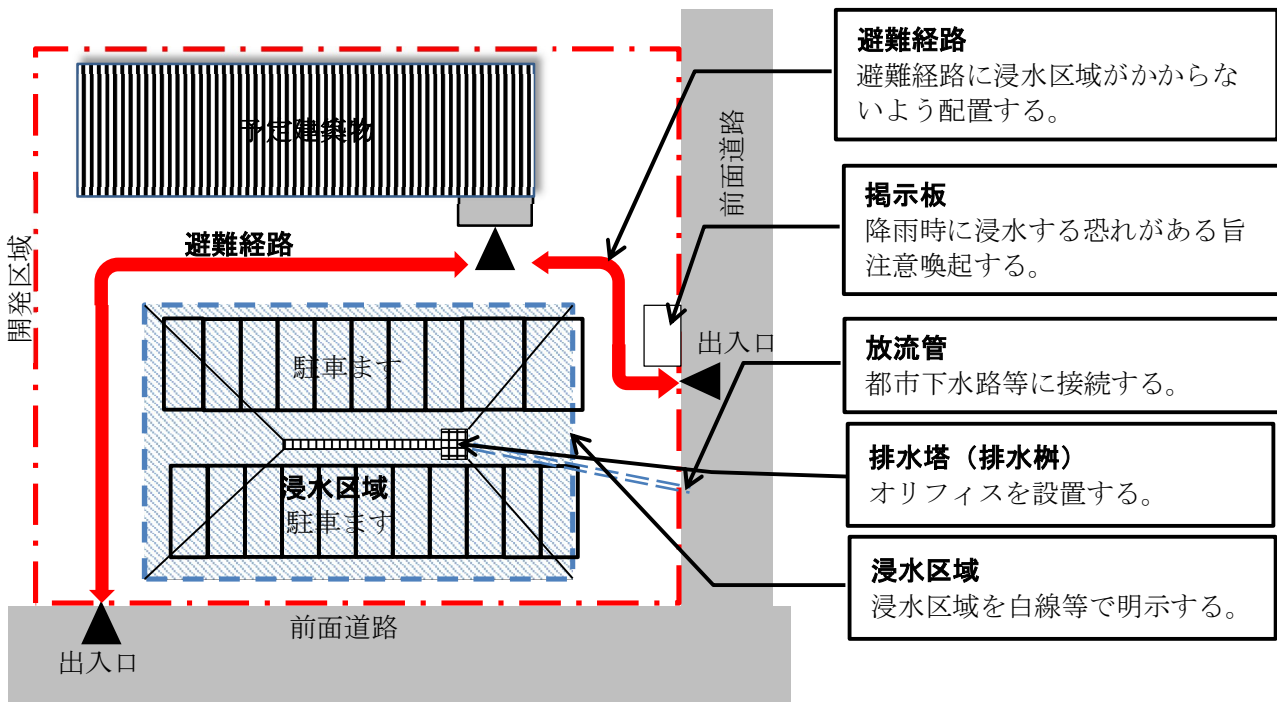 避難経路
避難経路に浸水区域がかからな
いよう配置する。
予定建築物
前面道路
掲示板
降雨時に浸水する恐れがある旨
注意喚起する。
避難経路
開発区域
出入口
放流管
都市下水路等に接続する。
駐車ます
排水塔（排水桝）
オリフィスを設置する。
浸水区域
駐車ます
浸水区域
浸水区域を白線等で明示する。
前面道路
出入口